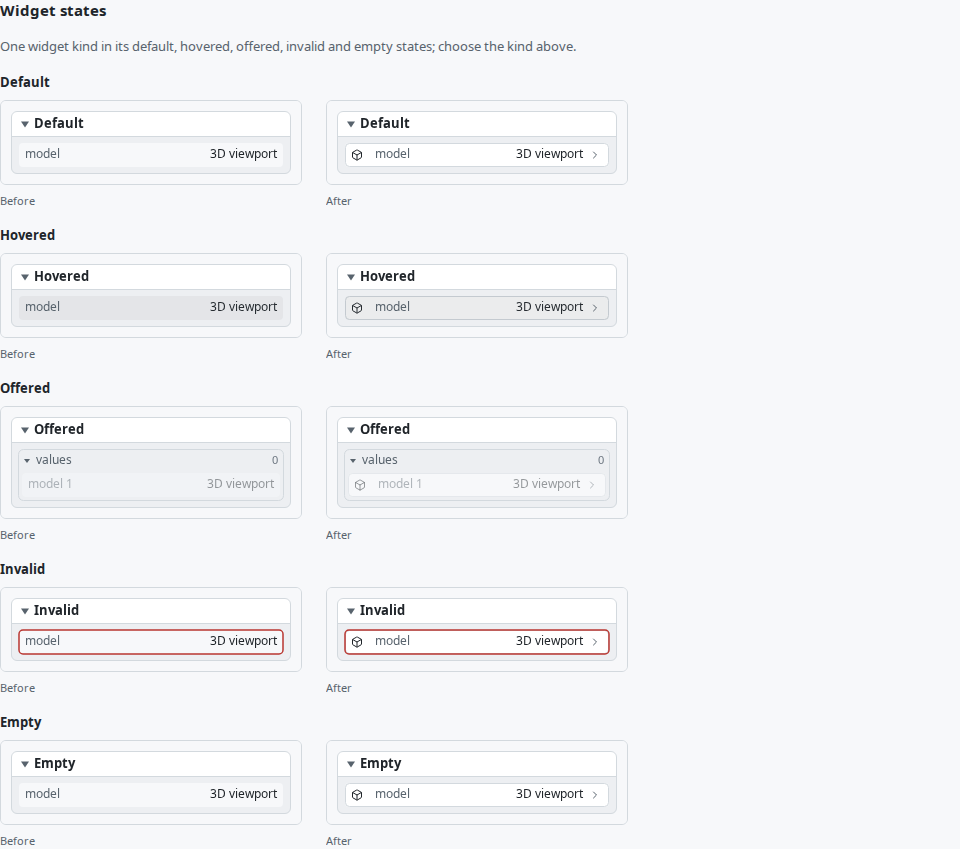 Widget states
One widget kind in its default, hovered, offered, invalid and empty states; choose the kind above.
Default
Default
model 3D viewport
Before
Default
model 3D viewport
After
Hovered
Hovered
model 3D viewport
Before
Hovered
model 3D viewport
After
Offered
Offered
values 0
model 1 3D viewport
Before
Offered
values 0
model 1 3D viewport
After
Invalid
Invalid
model 3D viewport
Before
Invalid
model 3D viewport
After
Empty
Empty
model 3D viewport
Before
Empty
model 3D viewport
After